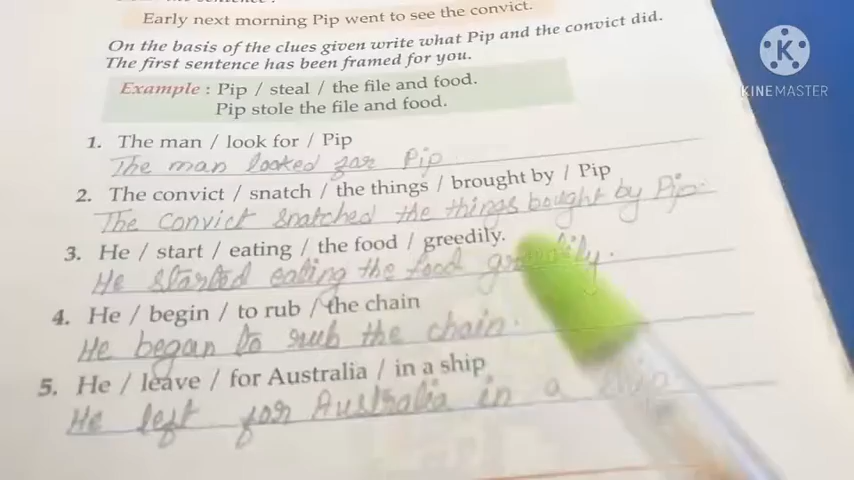 Early next morning Pip went to see the convict.
On the basis of the clues given write what Pip and the convict did.
The first sentence has been framed for you.
Example : Pip / steal / the file and food.
Pip stole the file and food.
1. The man / look for / Pip
The man looked for Pip
2. The convict / snatch / the things / brought by / Pip
The convict snatched the things bought by Pip.
3. He / start / eating / the food / greedily.
He started eating the food greedily.
4. He / begin / to rub / the chain
He began to rub the chain.
5. He / leave / for Australia / in a ship
He left for Australia in a ship
K
KINEMASTER